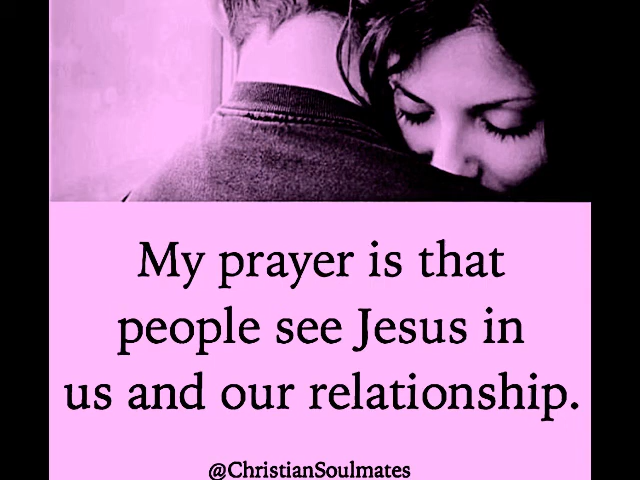 My prayer is that
people see Jesus in
us and our relationship.
@ChristianSoulmates